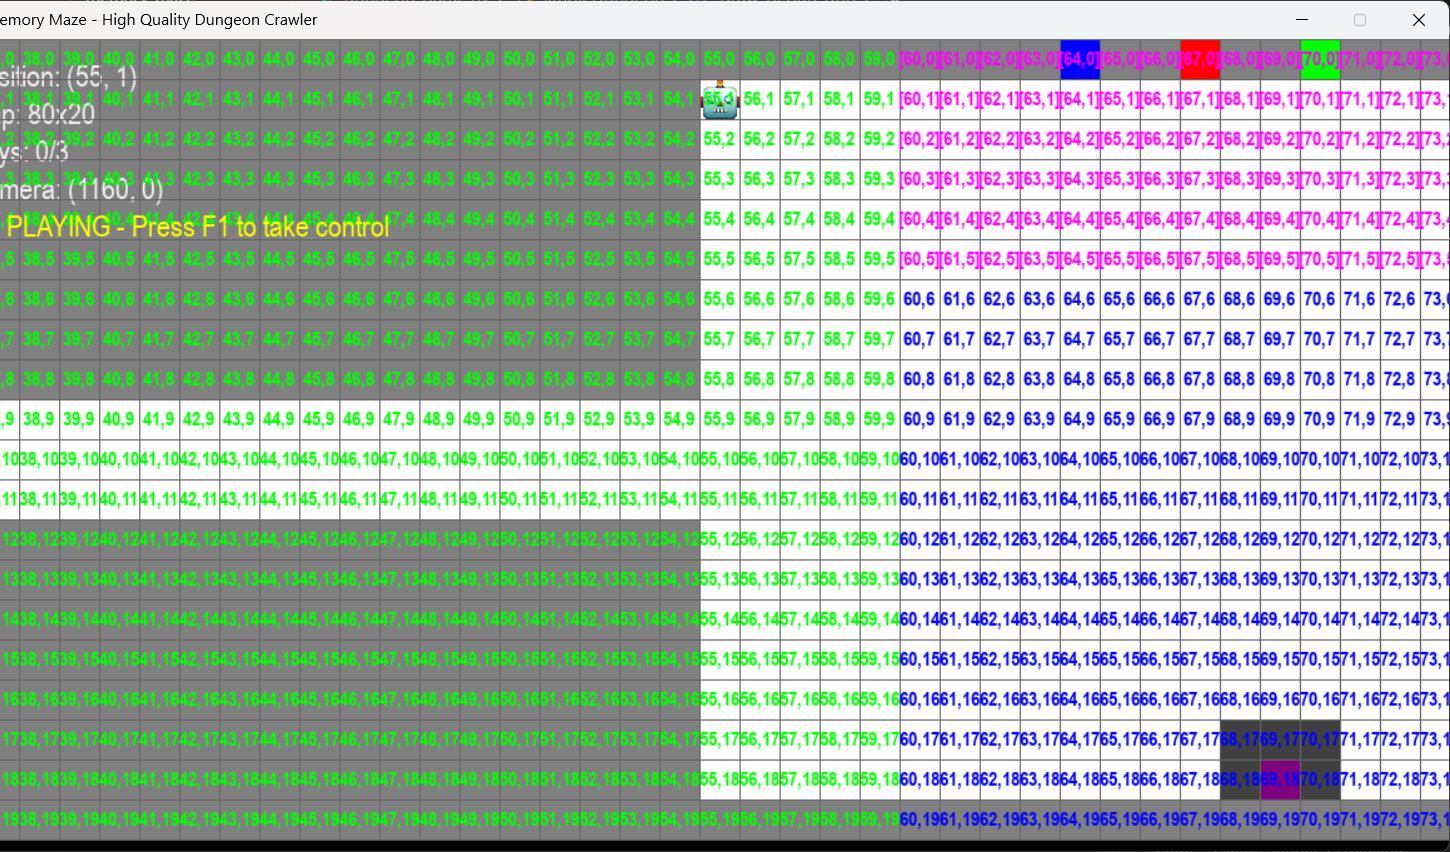 emory Maze - High Quality Dungeon Crawler
38,0 39,0 40,0 41,0 42,0 43,0 44,0 45,0 46,0 47,0 48,0 49,0 50,0 51,0 52,0 53,0 54,0 55,0 56,0 57,0 58,0 59,0 [60,0] [61,0] [62,0] [63,0] [64,0] [65,0] [66,0] [67,0] [68,0] [69,0] [70,0] [71,0] [72,0] [73,
sition: (55, 1)
,1 38,1 39,1 40,1 41,1 42,1 43,1 44,1 45,1 46,1 47,1 48,1 49,1 50,1 51,1 52,1 53,1 54,1 55,1 56,1 57,1 58,1 59,1 [60,1] [61,1] [62,1] [63,1] [64,1] [65,1] [66,1] [67,1] [68,1] [69,1] [70,1] [71,1] [72,1] [73,
p: 80x20
,2 38,2 39,2 40,2 41,2 42,2 43,2 44,2 45,2 46,2 47,2 48,2 49,2 50,2 51,2 52,2 53,2 54,2 55,2 56,2 57,2 58,2 59,2 [60,2] [61,2] [62,2] [63,2] [64,2] [65,2] [66,2] [67,2] [68,2] [69,2] [70,2] [71,2] [72,2] [73,
ys: 0/3
,3 38,3 39,3 40,3 41,3 42,3 43,3 44,3 45,3 46,3 47,3 48,3 49,3 50,3 51,3 52,3 53,3 54,3 55,3 56,3 57,3 58,3 59,3 [60,3] [61,3] [62,3] [63,3] [64,3] [65,3] [66,3] [67,3] [68,3] [69,3] [70,3] [71,3] [72,3] [73,
mera: (1160, 0)
,4 38,4 39,4 40,4 41,4 42,4 43,4 44,4 45,4 46,4 47,4 48,4 49,4 50,4 51,4 52,4 53,4 54,4 55,4 56,4 57,4 58,4 59,4 [60,4] [61,4] [62,4] [63,4] [64,4] [65,4] [66,4] [67,4] [68,4] [69,4] [70,4] [71,4] [72,4] [73,
PLAYING - Press F1 to take control
,5 38,5 39,5 40,5 41,5 42,5 43,5 44,5 45,5 46,5 47,5 48,5 49,5 50,5 51,5 52,5 53,5 54,5 55,5 56,5 57,5 58,5 59,5 [60,5] [61,5] [62,5] [63,5] [64,5] [65,5] [66,5] [67,5] [68,5] [69,5] [70,5] [71,5] [72,5] [73,
,6 38,6 39,6 40,6 41,6 42,6 43,6 44,6 45,6 46,6 47,6 48,6 49,6 50,6 51,6 52,6 53,6 54,6 55,6 56,6 57,6 58,6 59,6 60,6 61,6 62,6 63,6 64,6 65,6 66,6 67,6 68,6 69,6 70,6 71,6 72,6 73,6
,7 38,7 39,7 40,7 41,7 42,7 43,7 44,7 45,7 46,7 47,7 48,7 49,7 50,7 51,7 52,7 53,7 54,7 55,7 56,7 57,7 58,7 59,7 60,7 61,7 62,7 63,7 64,7 65,7 66,7 67,7 68,7 69,7 70,7 71,7 72,7 73,7
,8 38,8 39,8 40,8 41,8 42,8 43,8 44,8 45,8 46,8 47,8 48,8 49,8 50,8 51,8 52,8 53,8 54,8 55,8 56,8 57,8 58,8 59,8 60,8 61,8 62,8 63,8 64,8 65,8 66,8 67,8 68,8 69,8 70,8 71,8 72,8 73,8
,9 38,9 39,9 40,9 41,9 42,9 43,9 44,9 45,9 46,9 47,9 48,9 49,9 50,9 51,9 52,9 53,9 54,9 55,9 56,9 57,9 58,9 59,9 60,9 61,9 62,9 63,9 64,9 65,9 66,9 67,9 68,9 69,9 70,9 71,9 72,9 73,9
,10 38,10 39,10 40,10 41,10 42,10 43,10 44,10 45,10 46,10 47,10 48,10 49,10 50,10 51,10 52,10 53,10 54,10 55,10 56,10 57,10 58,10 59,10 60,10 61,10 62,10 63,10 64,10 65,10 66,10 67,10 68,10 69,10 70,10 71,10 72,10 73,1
,11 38,11 39,11 40,11 41,11 42,11 43,11 44,11 45,11 46,11 47,11 48,11 49,11 50,11 51,11 52,11 53,11 54,11 55,11 56,11 57,11 58,11 59,11 60,11 61,11 62,11 63,11 64,11 65,11 66,11 67,11 68,11 69,11 70,11 71,11 72,11 73,1
12 38,12 39,12 40,12 41,12 42,12 43,12 44,12 45,12 46,12 47,12 48,12 49,12 50,12 51,12 52,12 53,12 54,12 55,12 56,12 57,12 58,12 59,12 60,12 61,12 62,12 63,12 64,12 65,12 66,12 67,12 68,12 69,12 70,12 71,12 72,12 73,1
13 38,13 39,13 40,13 41,13 42,13 43,13 44,13 45,13 46,13 47,13 48,13 49,13 50,13 51,13 52,13 53,13 54,13 55,13 56,13 57,13 58,13 59,13 60,13 61,13 62,13 63,13 64,13 65,13 66,13 67,13 68,13 69,13 70,13 71,13 72,13 73,1
14 38,14 39,14 40,14 41,14 42,14 43,14 44,14 45,14 46,14 47,14 48,14 49,14 50,14 51,14 52,14 53,14 54,14 55,14 56,14 57,14 58,14 59,14 60,14 61,14 62,14 63,14 64,14 65,14 66,14 67,14 68,14 69,14 70,14 71,14 72,14 73,1
15 38,15 39,15 40,15 41,15 42,15 43,15 44,15 45,15 46,15 47,15 48,15 49,15 50,15 51,15 52,15 53,15 54,15 55,15 56,15 57,15 58,15 59,15 60,15 61,15 62,15 63,15 64,15 65,15 66,15 67,15 68,15 69,15 70,15 71,15 72,15 73,1
16 38,16 39,16 40,16 41,16 42,16 43,16 44,16 45,16 46,16 47,16 48,16 49,16 50,16 51,16 52,16 53,16 54,16 55,16 56,16 57,16 58,16 59,16 60,16 61,16 62,16 63,16 64,16 65,16 66,16 67,16 68,16 69,16 70,16 71,16 72,16 73,1
17 38,17 39,17 40,17 41,17 42,17 43,17 44,17 45,17 46,17 47,17 48,17 49,17 50,17 51,17 52,17 53,17 54,17 55,17 56,17 57,17 58,17 59,17 60,17 61,17 62,17 63,17 64,17 65,17 66,17 67,17 68,17 69,17 70,17 71,17 72,17 73,1
18 38,18 39,18 40,18 41,18 42,18 43,18 44,18 45,18 46,18 47,18 48,18 49,18 50,18 51,18 52,18 53,18 54,18 55,18 56,18 57,18 58,18 59,18 60,18 61,18 62,18 63,18 64,18 65,18 66,18 67,18 68,18 69,18 70,18 71,18 72,18 73,1
19 38,19 39,19 40,19 41,19 42,19 43,19 44,19 45,19 46,19 47,19 48,19 49,19 50,19 51,19 52,19 53,19 54,19 55,19 56,19 57,19 58,19 59,19 60,19 61,19 62,19 63,19 64,19 65,19 66,19 67,19 68,19 69,19 70,19 71,19 72,19 73,1